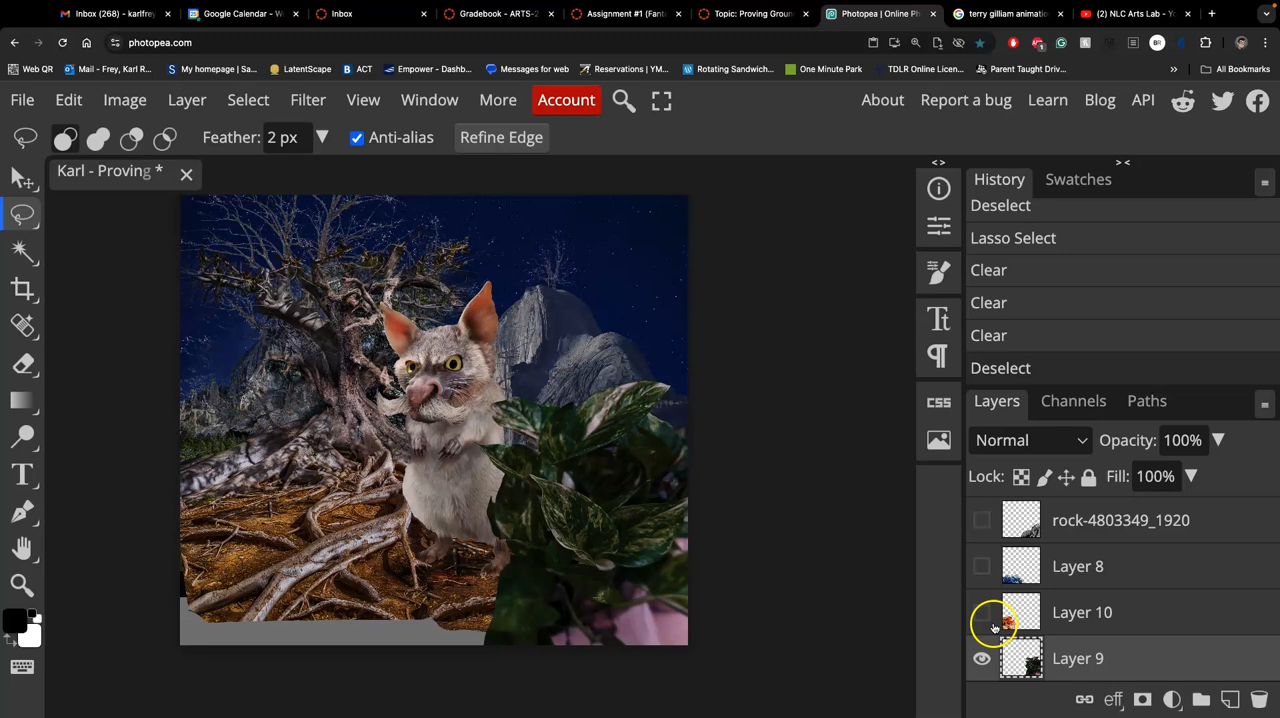 Inbox (268) - karlfrey
Google Calendar - We
Inbox
Gradebook - ARTS-2
Assignment #1 (Fant
Topic: Proving Groun
Photopea | Online Ph
terry gilliam animatio
(2) NLC Arts Lab - Yo
photopea.com
Web QR
Mail - Frey, Karl R...
My homepage | Sa...
LatentScape
ACT
Empower - Dashb...
Messages for web
Reservations | YM...
Rotating Sandwich...
One Minute Park
TDLR Online Licen...
Parent Taught Driv...
All Bookmarks
File Edit Image Layer Select Filter View Window More Account
About Report a bug Learn Blog API
Feather: 2 px Anti-alias Refine Edge
Karl - Proving *
History Swatches
Deselect
Lasso Select
Clear
Clear
Clear
Deselect
CSS
Layers Channels Paths
Normal Opacity: 100%
Lock: Fill: 100%
rock-4803349_1920
Layer 8
Layer 10
Layer 9
eff